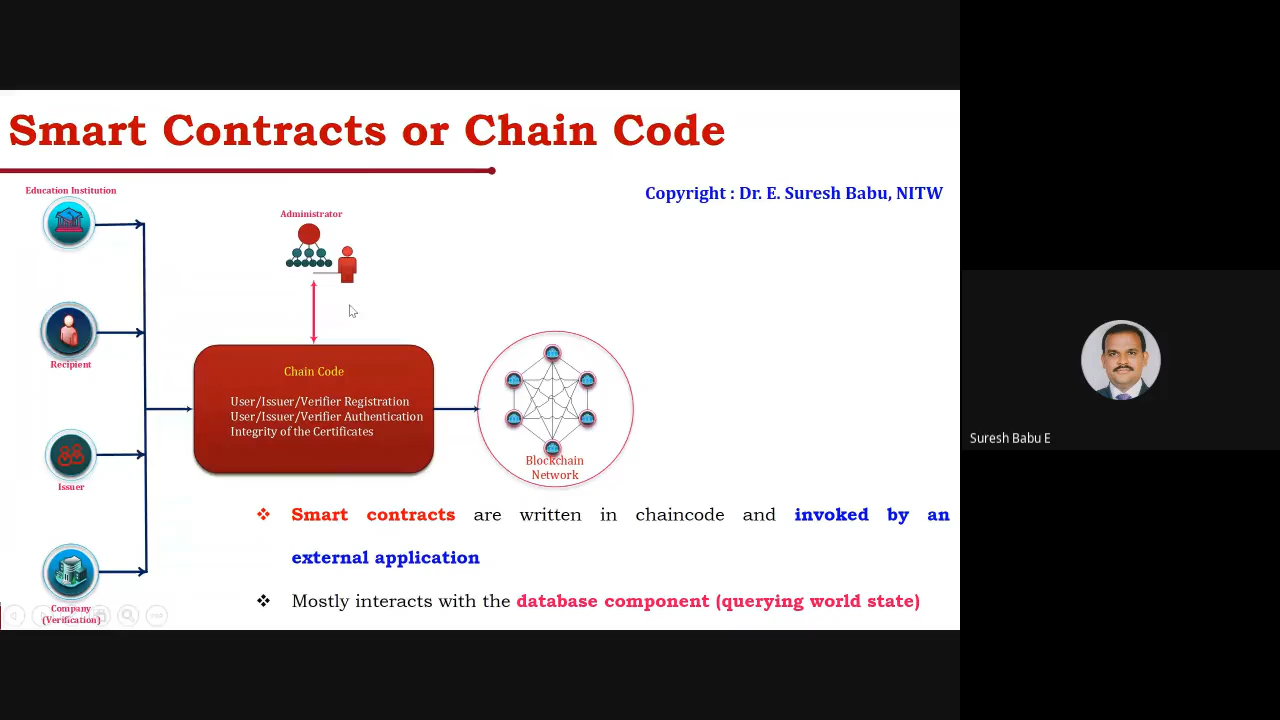 Smart Contracts or Chain Code
Education Institution
Copyright : Dr. E. Suresh Babu, NITW
Administrator
Recipient
Chain Code
User/Issuer/Verifier Registration
User/Issuer/Verifier Authentication
Integrity of the Certificates
Suresh Babu E
Blockchain
Network
Issuer
❖ Smart contracts are written in chaincode and invoked by an
external application
❖ Mostly interacts with the database component (querying world state)
Company
(Verification)